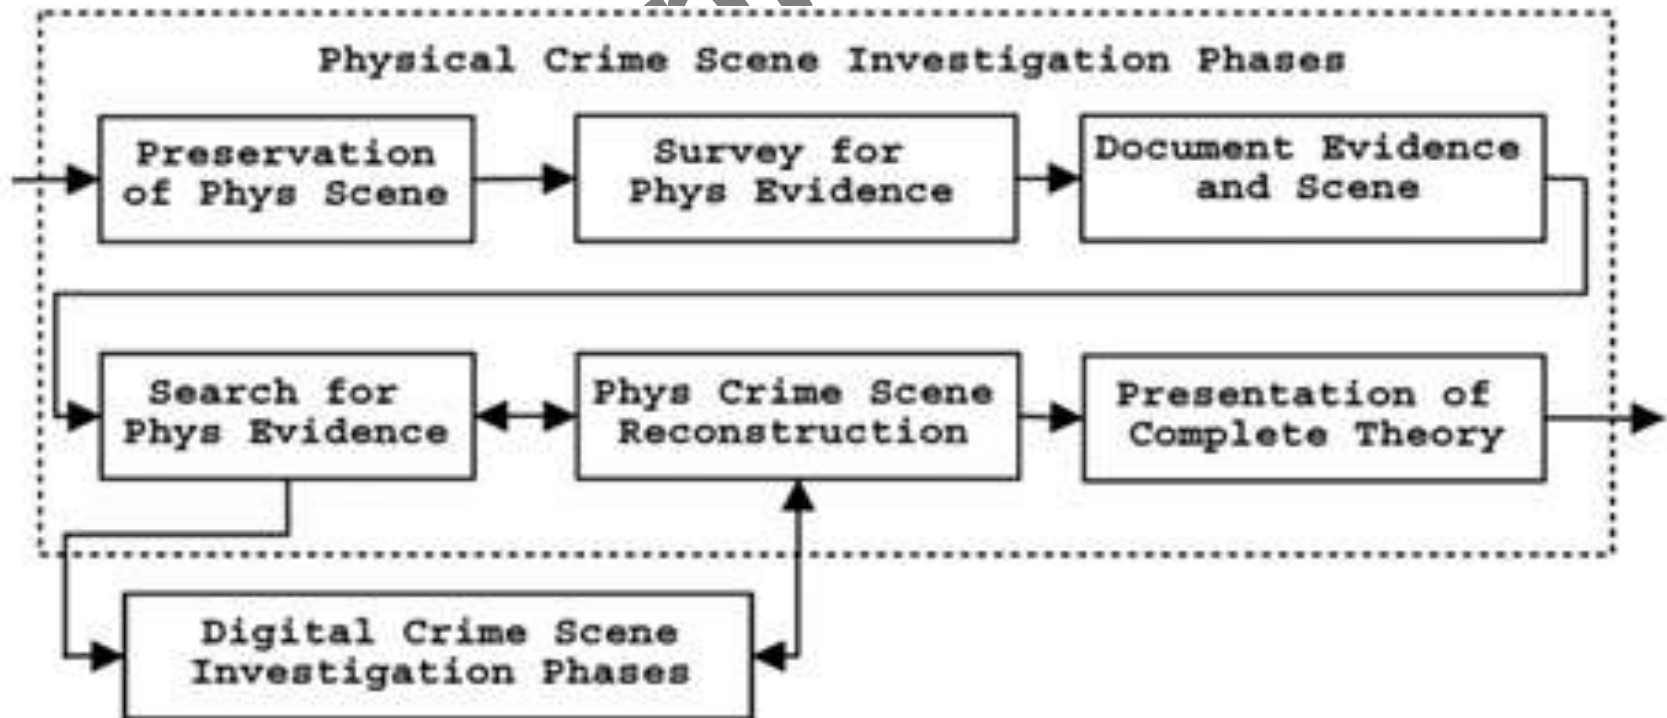 Physical Crime Scene Investigation Phases
Preservation
of Phys Scene
Survey for
Phys Evidence
Document Evidence
and Scene
Search for
Phys Evidence
Phys Crime Scene
Reconstruction
Presentation of
Complete Theory
Digital Crime Scene
Investigation Phases